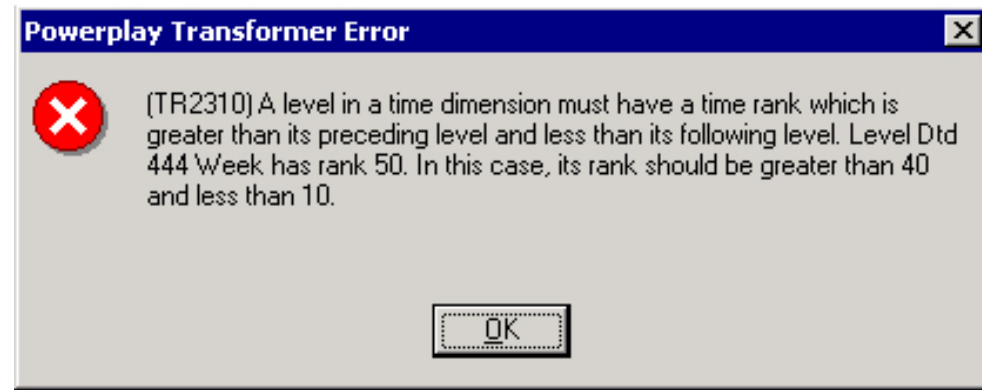 Powerplay Transformer Error
(TR2310) A level in a time dimension must have a time rank which is
greater than its preceding level and less than its following level. Level Dtd
444 Week has rank 50. In this case, its rank should be greater than 40
and less than 10.
OK